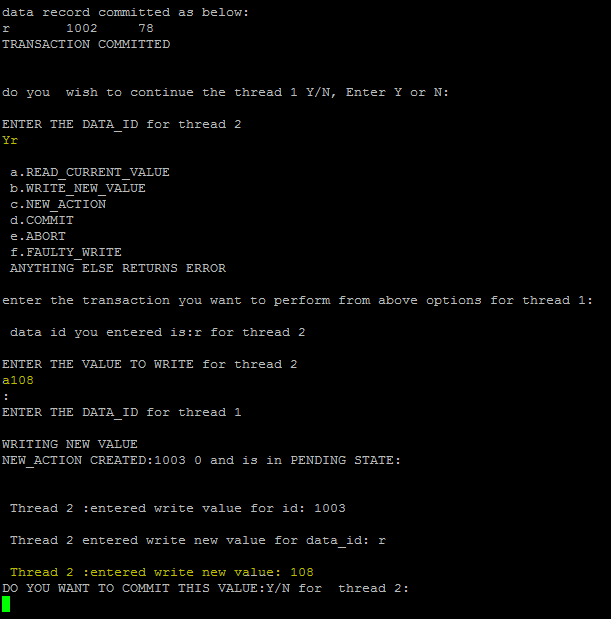 data record committed as below:
r       1002     78
TRANSACTION COMMITTED
do you  wish to continue the thread 1 Y/N, Enter Y or N:
ENTER THE DATA_ID for thread 2
Yr
a.READ_CURRENT_VALUE
b.WRITE_NEW_VALUE
c.NEW_ACTION
d.COMMIT
e.ABORT
f.FAULTY_WRITE
ANYTHING ELSE RETURNS ERROR
enter the transaction you want to perform from above options for thread 1:
data id you entered is:r for thread 2
ENTER THE VALUE TO WRITE for thread 2
a108
:
ENTER THE DATA_ID for thread 1
WRITING NEW VALUE
NEW_ACTION CREATED:1003 0 and is in PENDING STATE:
Thread 2 :entered write value for id: 1003
Thread 2 entered write new value for data_id: r
Thread 2 :entered write new value: 108
DO YOU WANT TO COMMIT THIS VALUE:Y/N for  thread 2: